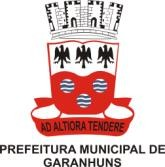 AD ALTIORA TENDERE
PREFEITURA MUNICIPAL DE
GARANHUNS